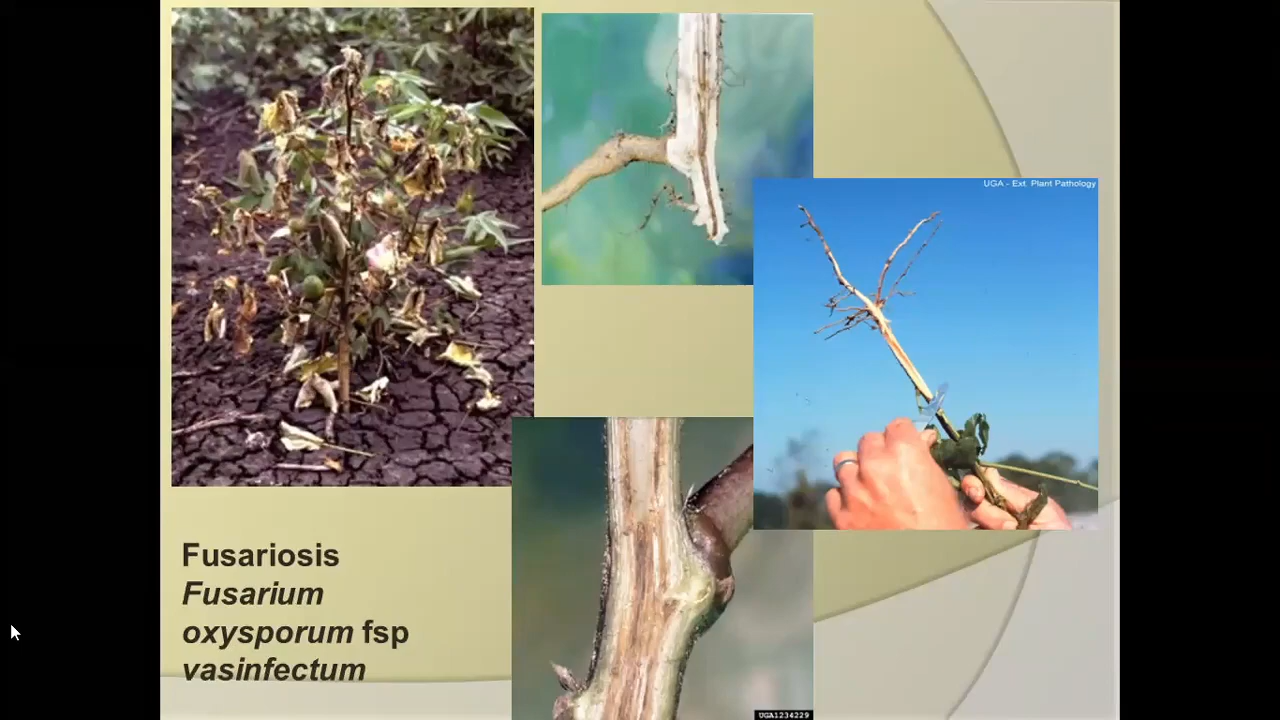 UGA - Ext. Plant Pathology
Fusariosis
Fusarium
oxysporum fsp
vasinfectum
UGA1234229